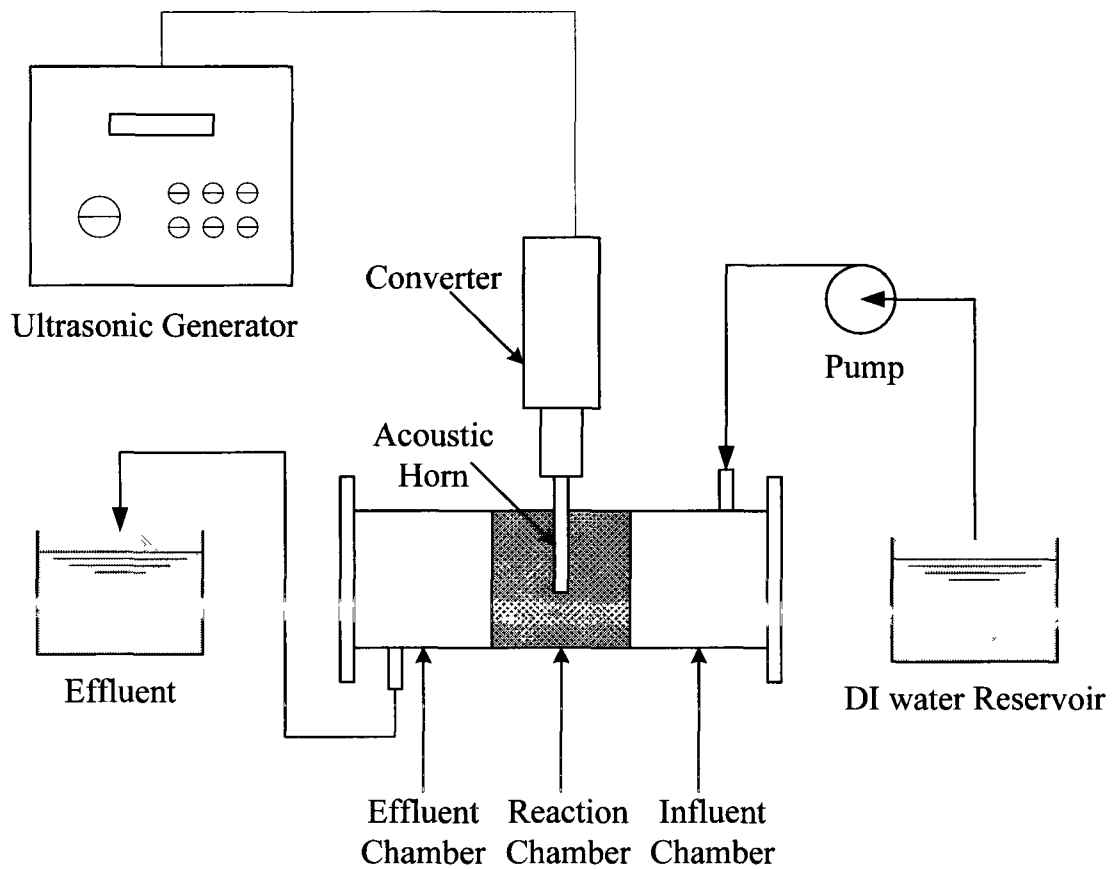 Ultrasonic Generator
Converter
Pump
Acoustic
Horn
Effluent
DI water Reservoir
Effluent
Chamber
Reaction
Chamber
Influent
Chamber